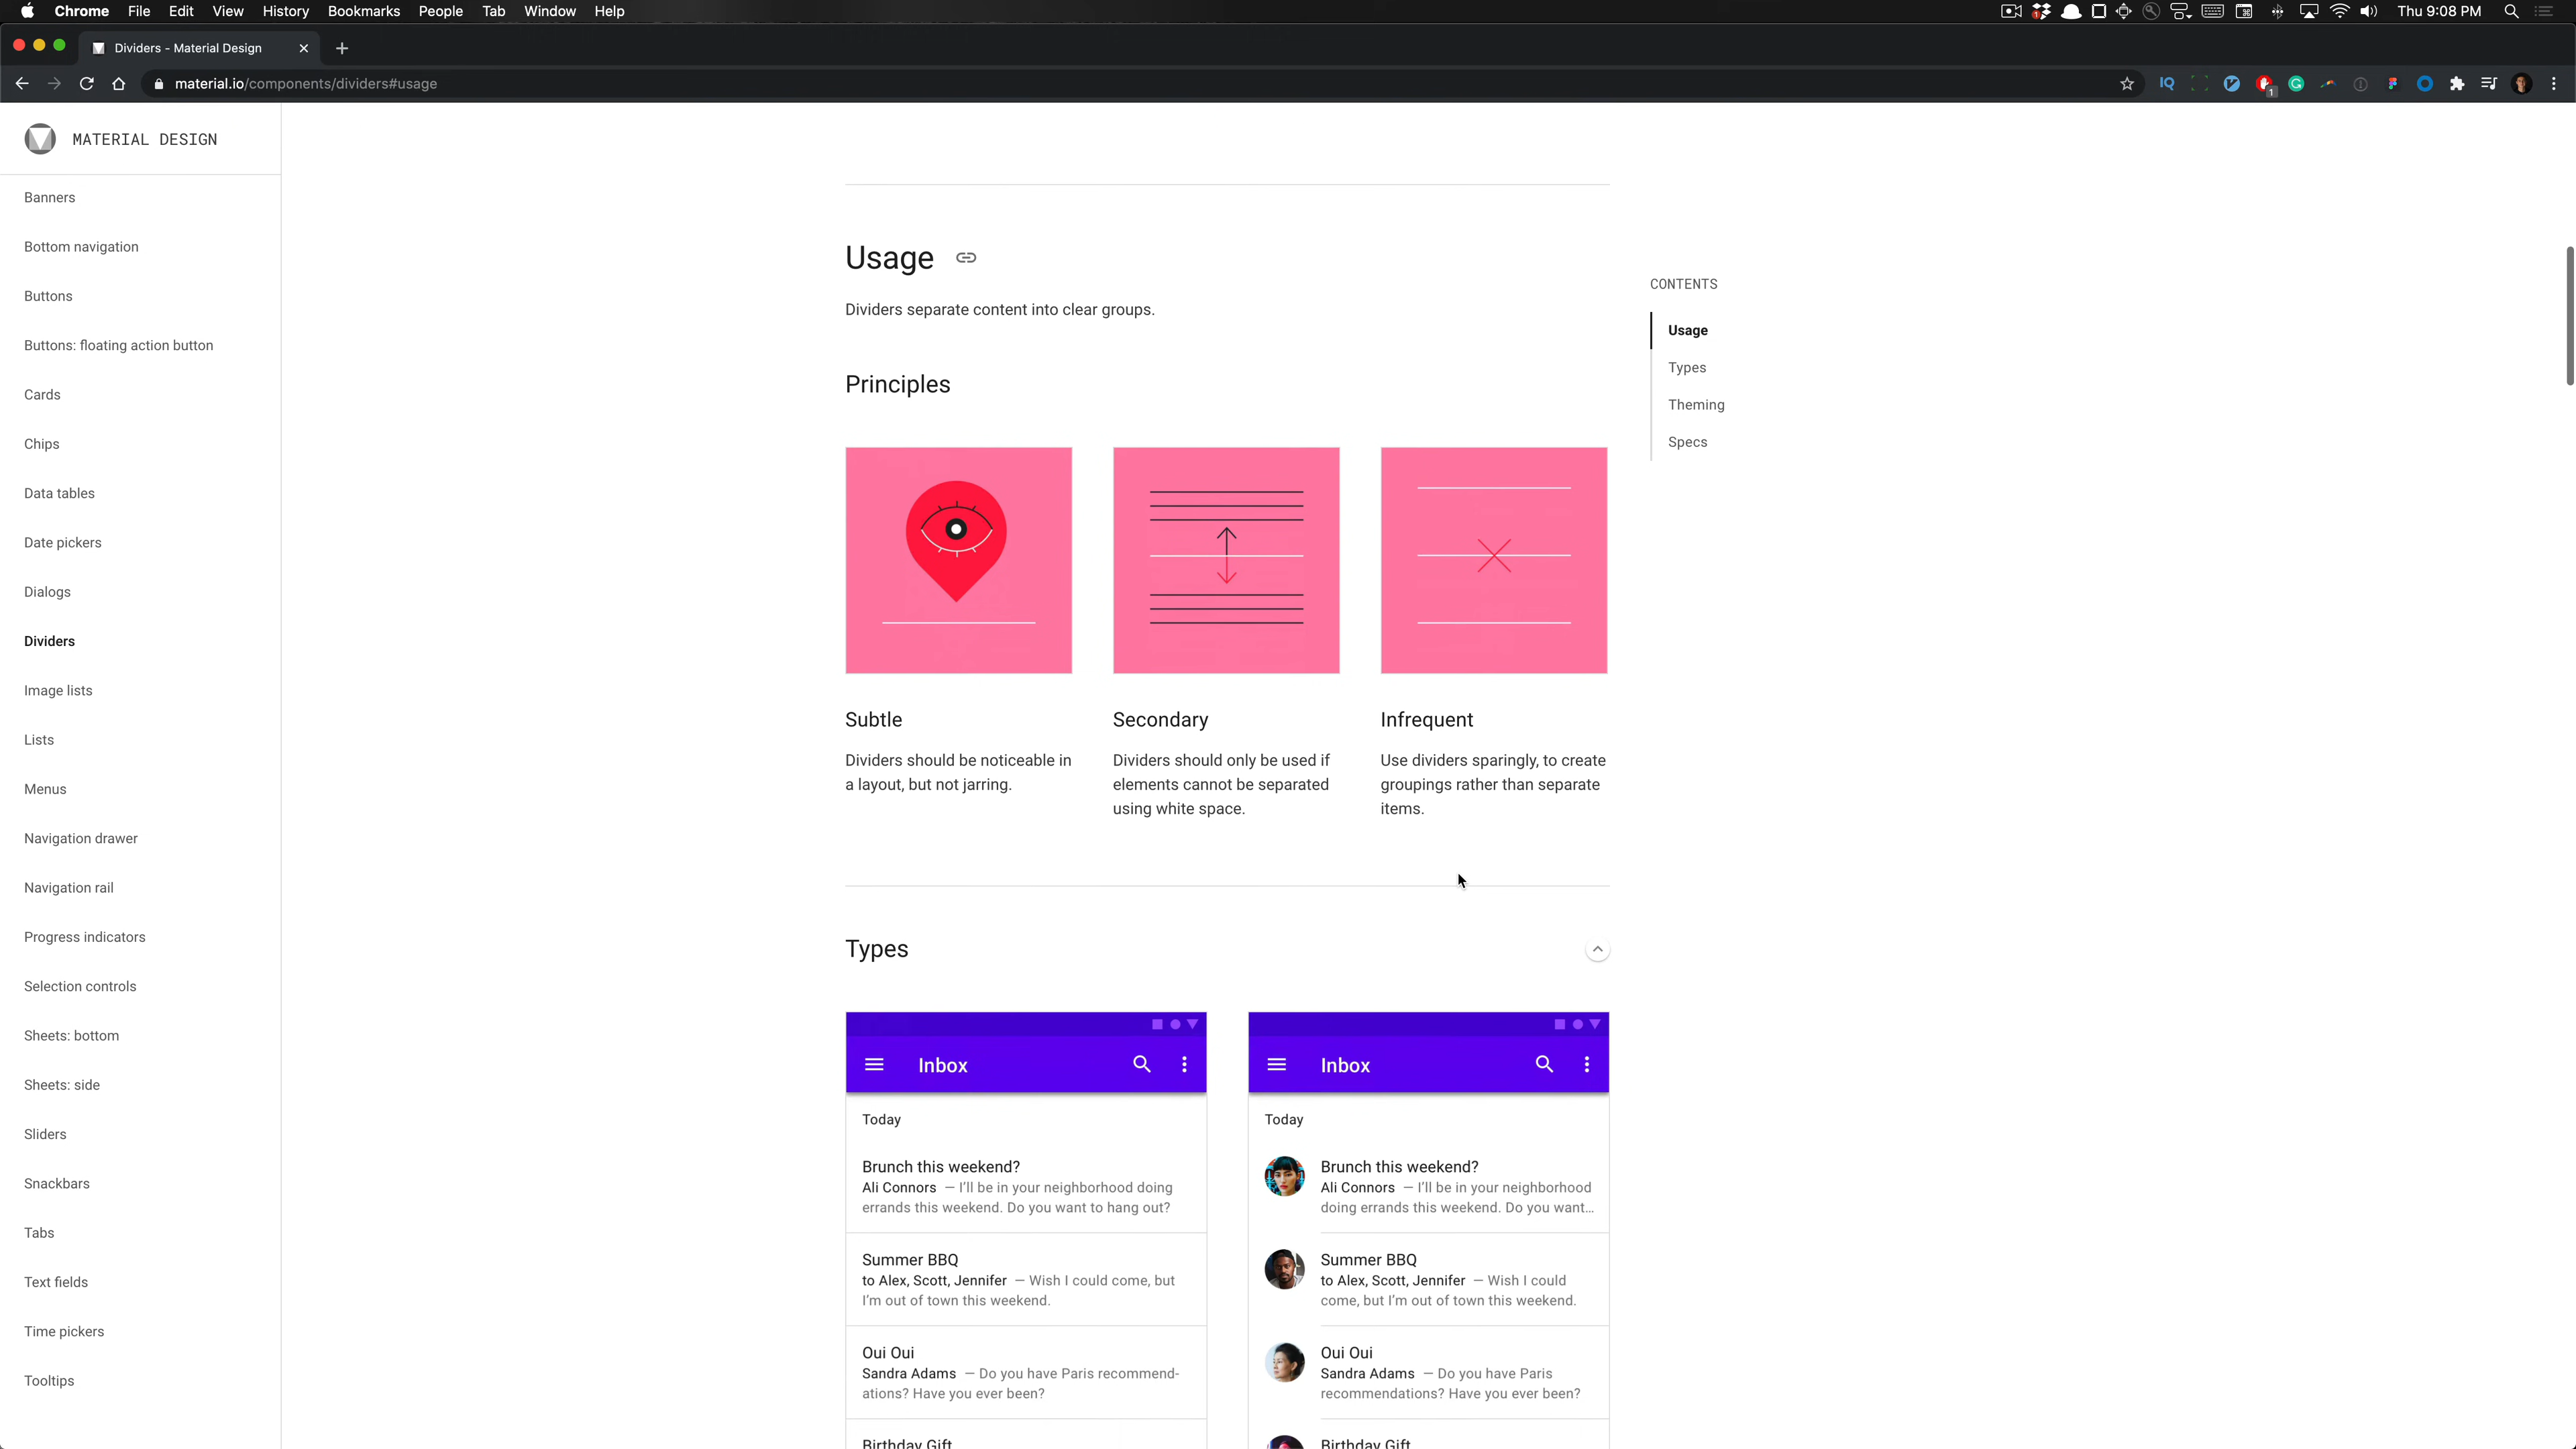 Chrome File Edit View History Bookmarks People Tab Window Help
1
Thu 9:08 PM
Dividers - Material Design
material.io/components/dividers#usage
IQ
1
MATERIAL DESIGN
Banners
Bottom navigation
Buttons
Buttons: floating action button
Cards
Chips
Data tables
Date pickers
Dialogs
Dividers
Image lists
Lists
Menus
Navigation drawer
Navigation rail
Progress indicators
Selection controls
Sheets: bottom
Sheets: side
Sliders
Snackbars
Tabs
Text fields
Time pickers
Tooltips
Usage
Dividers separate content into clear groups.
Principles
Subtle
Dividers should be noticeable in
a layout, but not jarring.
Secondary
Dividers should only be used if
elements cannot be separated
using white space.
Infrequent
Use dividers sparingly, to create
groupings rather than separate
items.
Types
Inbox
Today
Brunch this weekend?
Ali Connors — I'll be in your neighborhood doing
errands this weekend. Do you want to hang out?
Summer BBQ
to Alex, Scott, Jennifer — Wish I could come, but
I'm out of town this weekend.
Oui Oui
Sandra Adams — Do you have Paris recommend-
ations? Have you ever been?
Birthday Gift
Inbox
Today
Brunch this weekend?
Ali Connors — I'll be in your neighborhood
doing errands this weekend. Do you want...
Summer BBQ
to Alex, Scott, Jennifer — Wish I could
come, but I'm out of town this weekend.
Oui Oui
Sandra Adams — Do you have Paris
recommendations? Have you ever been?
Birthday Gift
CONTENTS
Usage
Types
Theming
Specs